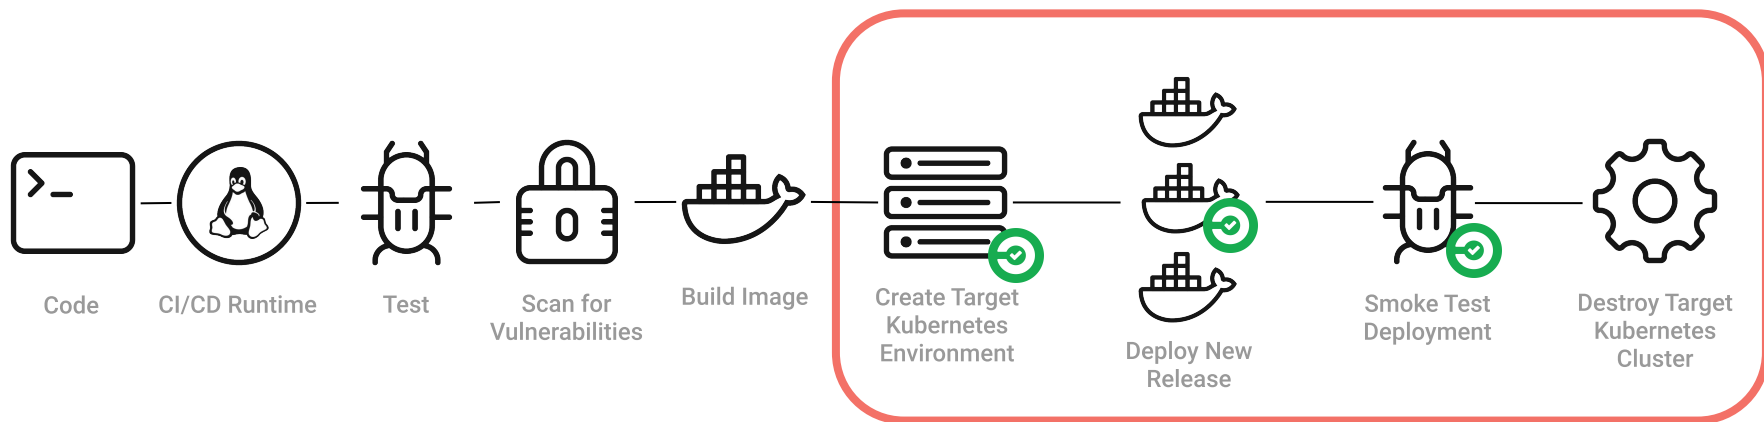 Code
CI/CD Runtime
Test
Scan for
Vulnerabilities
Build Image
Create Target
Kubernetes
Environment
Deploy New
Release
Smoke Test
Deployment
Destroy Target
Kubernetes
Cluster